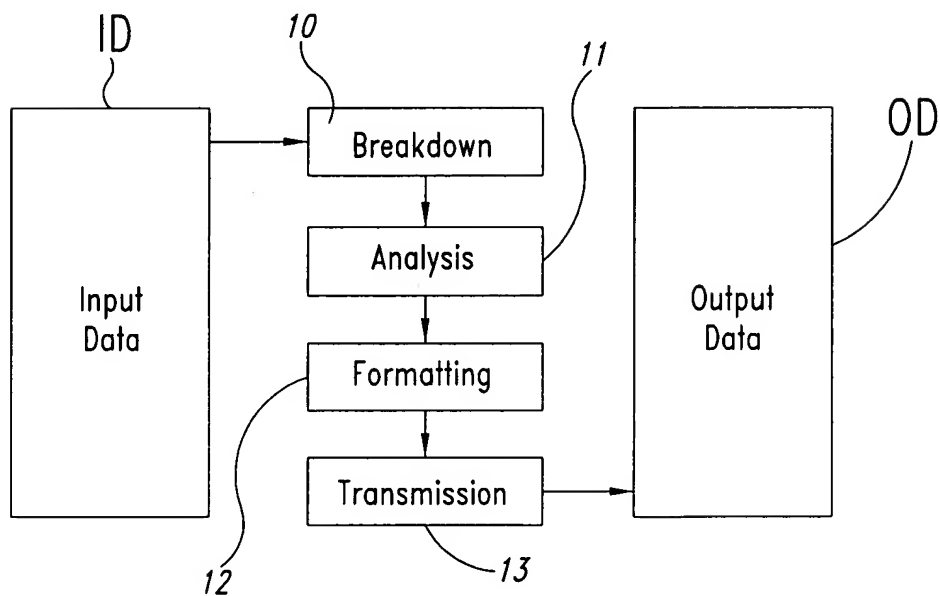 ID
10
11
OD
Input
Data
Breakdown
Analysis
Formatting
Transmission
Output
Data
12
13